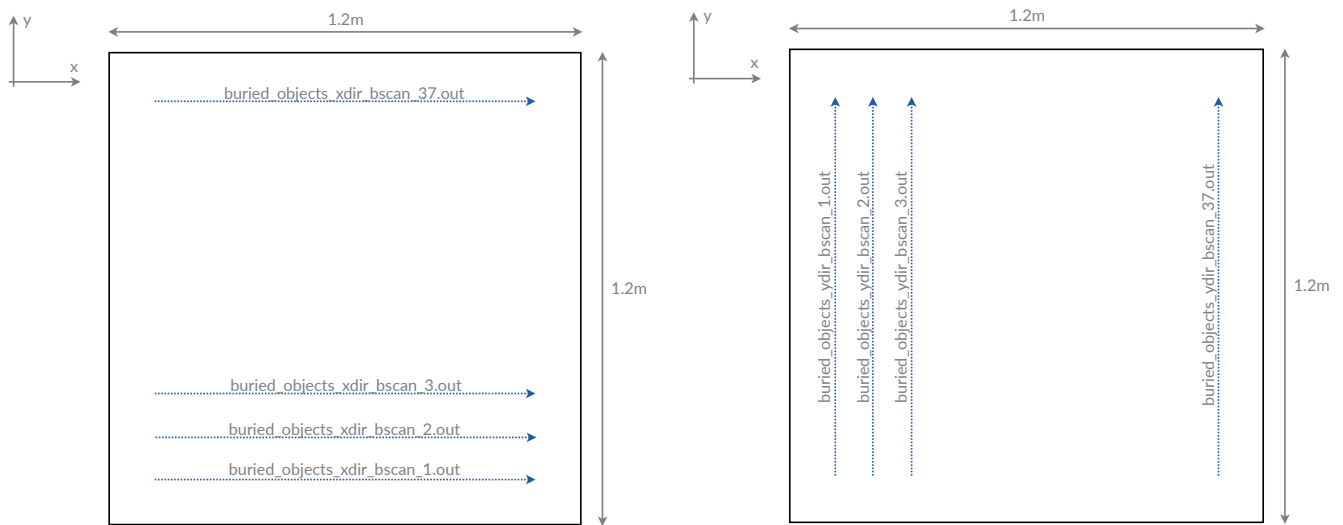 y
1.2m
x
buried_objects_xdir_bscan_37.out
1.2m
buried_objects_xdir_bscan_3.out
buried_objects_xdir_bscan_2.out
buried_objects_xdir_bscan_1.out
y
1.2m
x
buried_objects_ydir_bscan_1.out
buried_objects_ydir_bscan_2.out
buried_objects_ydir_bscan_3.out
buried_objects_ydir_bscan_37.out
1.2m